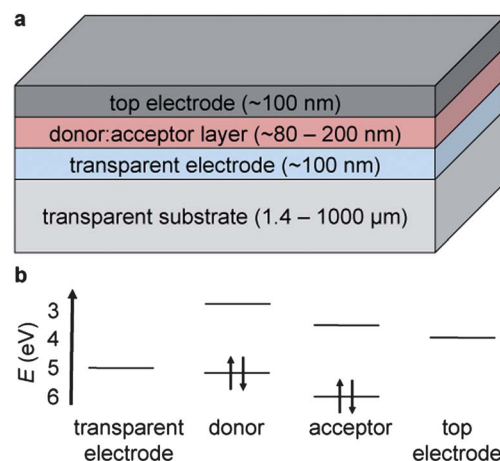 a
top electrode (~100 nm)
donor:acceptor layer (~80 – 200 nm)
transparent electrode (~100 nm)
transparent substrate (1.4 – 1000 µm)
b
E (eV)
3
4
5
6
transparent electrode
donor
acceptor
top electrode